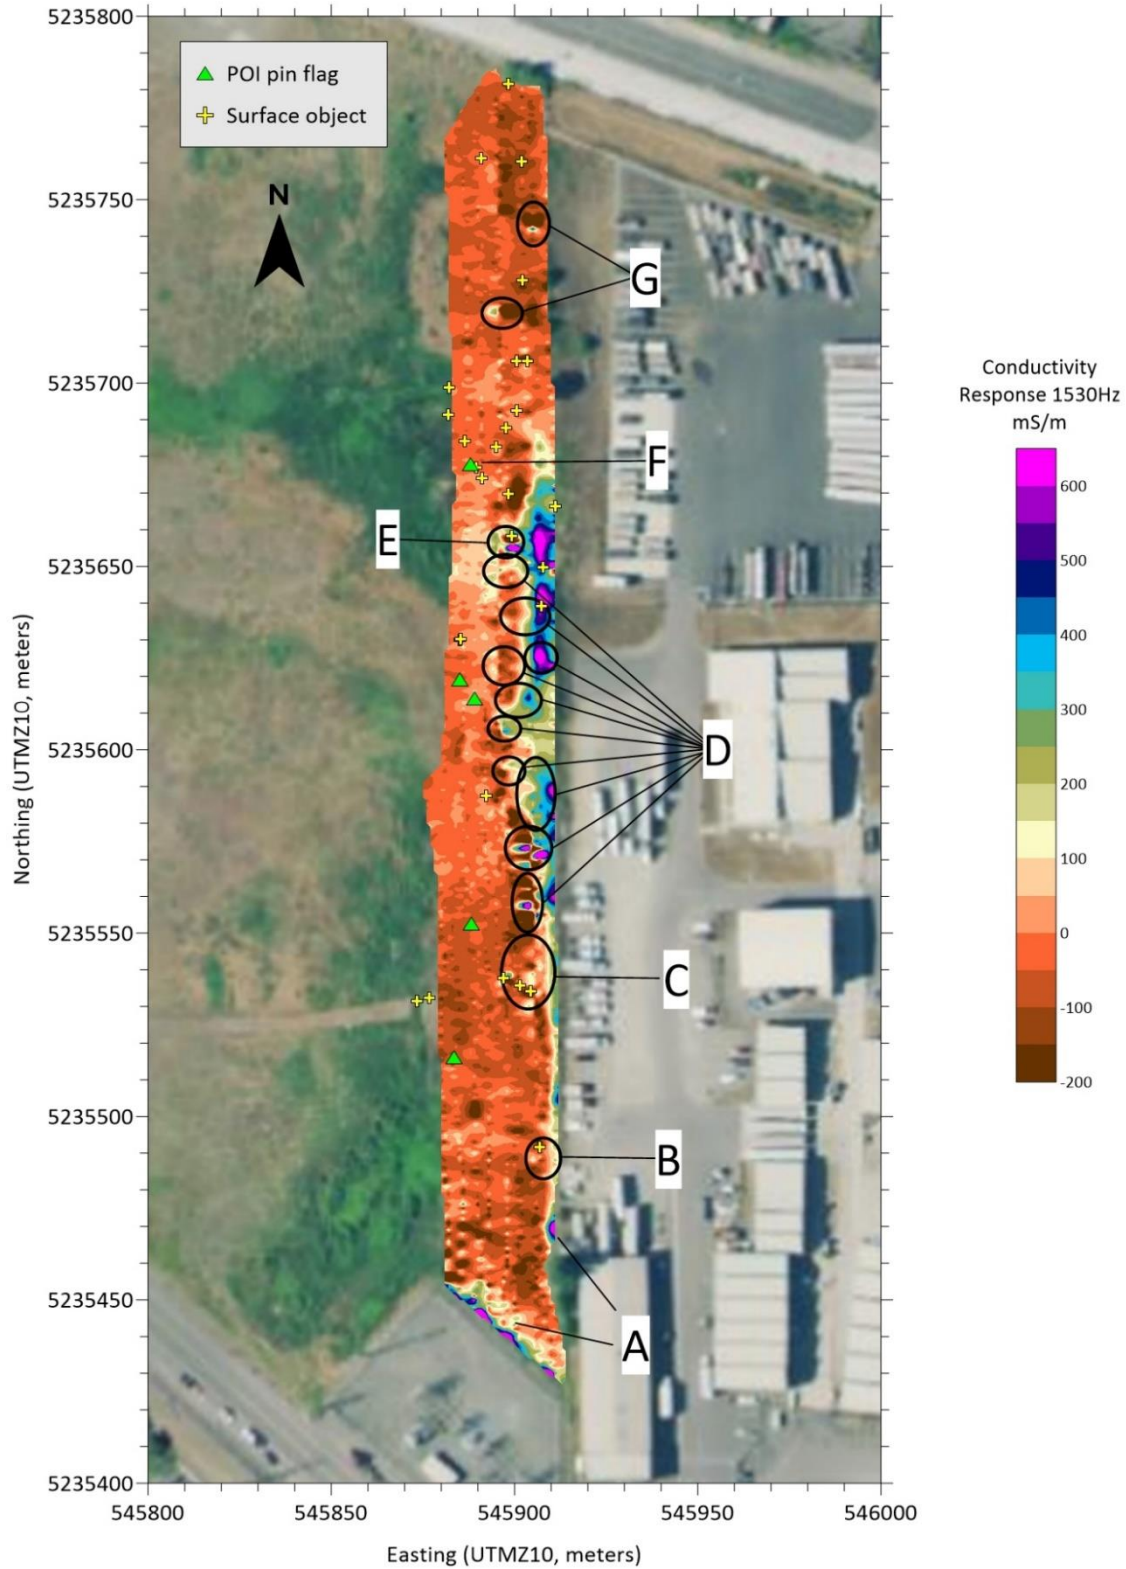 5235800
POI pin flag
Surface object
N
5235750
G
5235700
F
E
5235650
D
5235600
5235550
C
5235500
B
5235450
A
5235400
545800 545850 545900 545950 546000
Easting (UTMZ10, meters)
Northing (UTMZ10, meters)
Conductivity
Response 1530Hz
mS/m
600
500
400
300
200
100
0
-100
-200